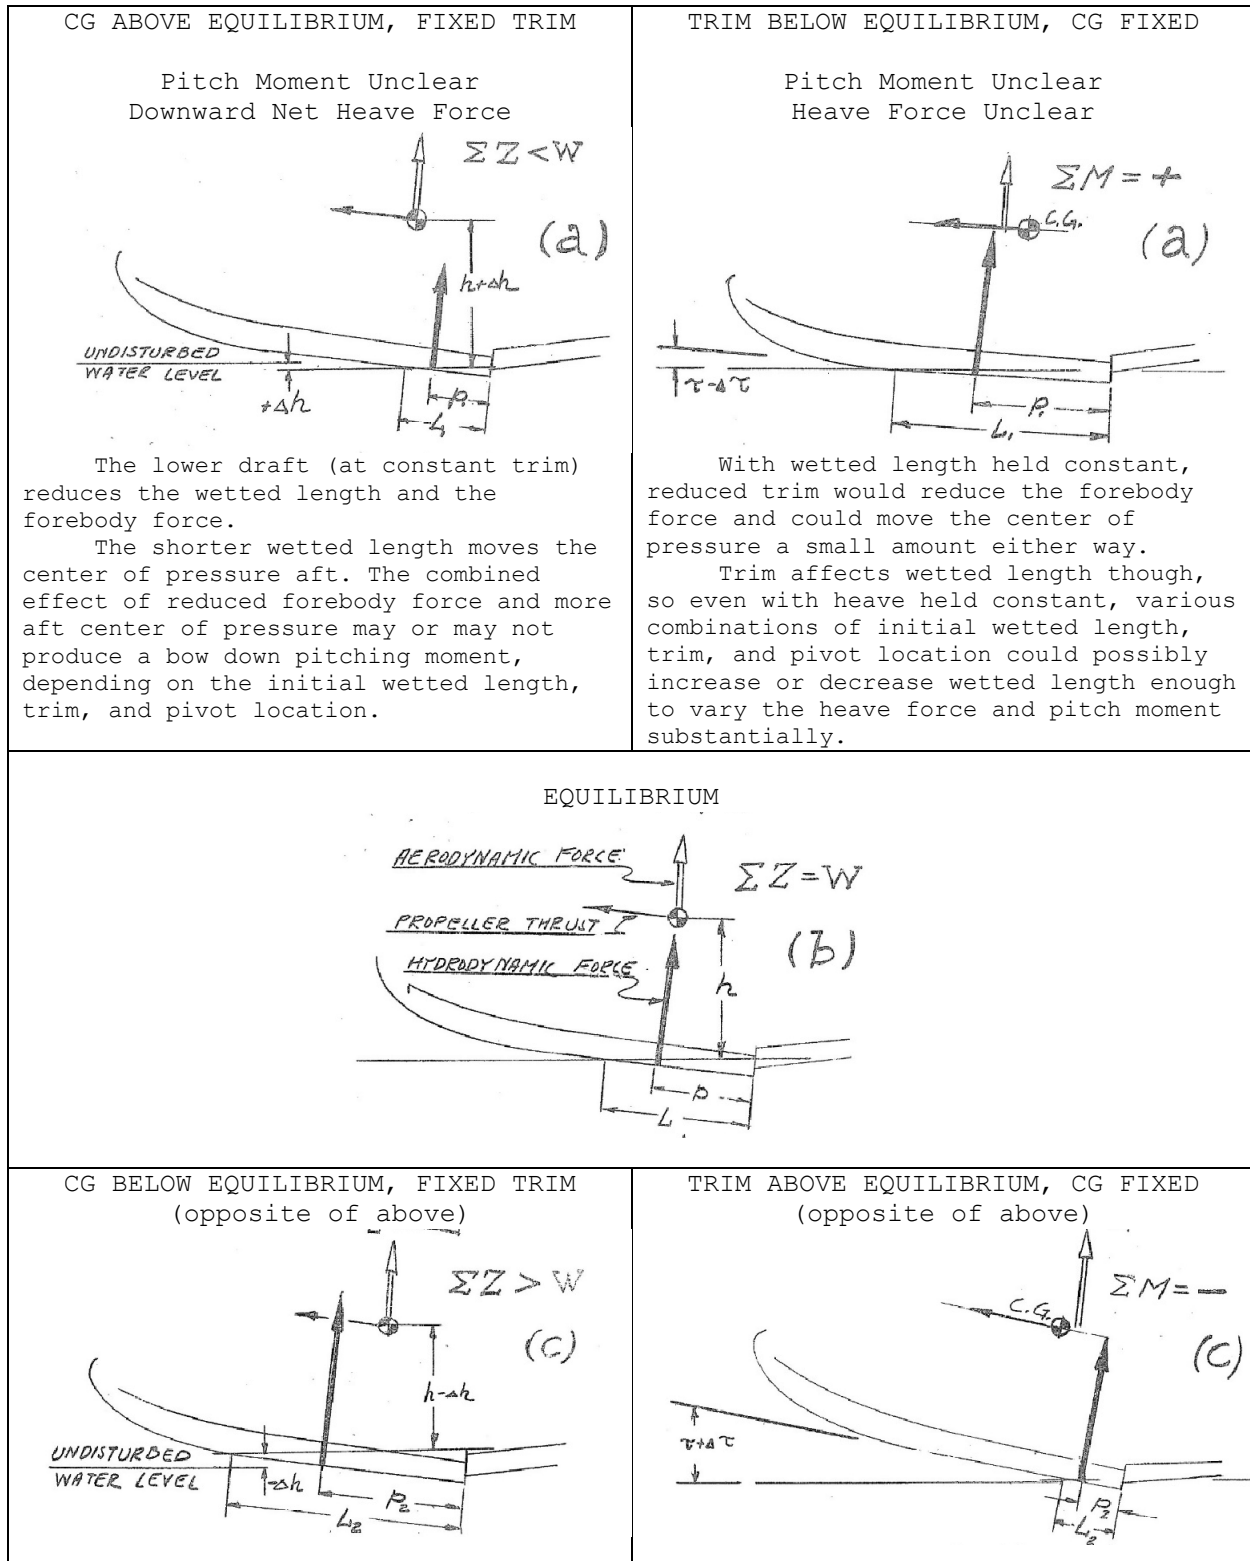 CG ABOVE EQUILIBRIUM, FIXED TRIM
Pitch Moment Unclear
Downward Net Heave Force
ΣZ<W
(a)
h+Δh
UNDISTURBED
WATER LEVEL
+Δh
P₁
L₁
The lower draft (at constant trim)
reduces the wetted length and the
forebody force.
The shorter wetted length moves the
center of pressure aft. The combined
effect of reduced forebody force and more
aft center of pressure may or may not
produce a bow down pitching moment,
depending on the initial wetted length,
trim, and pivot location.
TRIM BELOW EQUILIBRIUM, CG FIXED
Pitch Moment Unclear
Heave Force Unclear
ΣM=+
C.G.
(a)
τ-Δτ
P₁
L₁
With wetted length held constant,
reduced trim would reduce the forebody
force and could move the center of
pressure a small amount either way.
Trim affects wetted length though,
so even with heave held constant, various
combinations of initial wetted length,
trim, and pivot location could possibly
increase or decrease wetted length enough
to vary the heave force and pitch moment
substantially.
EQUILIBRIUM
AERODYNAMIC FORCE
ΣZ=W
PROPELLER THRUST
(b)
HYDRODYNAMIC FORCE
h
P
L
CG BELOW EQUILIBRIUM, FIXED TRIM
(opposite of above)
ΣZ>W
(c)
h-Δh
UNDISTURBED
WATER LEVEL
-Δh
P₂
L₂
TRIM ABOVE EQUILIBRIUM, CG FIXED
(opposite of above)
ΣM=-
C.G.
(c)
τ+Δτ
P₂
L₂